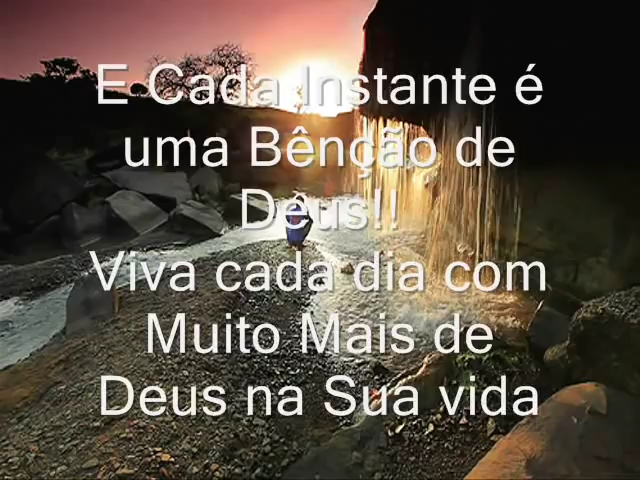 E Cada Instante é
uma Bênção de
Deus!!
Viva cada dia com
Muito Mais de
Deus na Sua vida